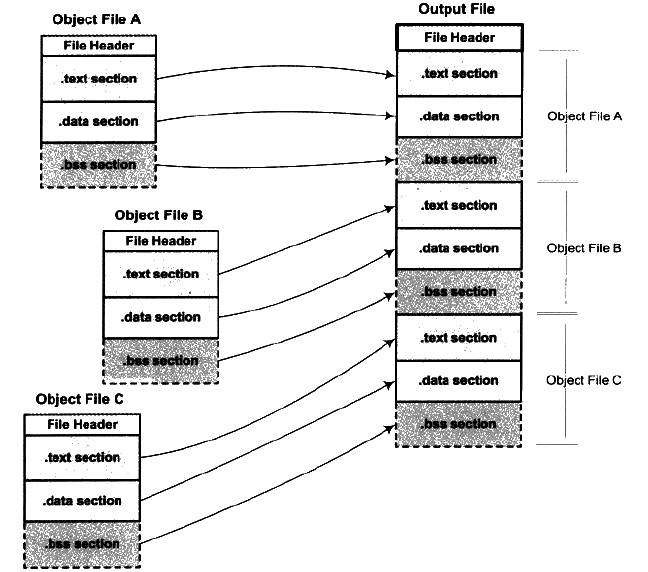 Object File A
File Header
.text section
.data section
.bss section
Object File B
File Header
.text section
.data section
.bss section
Object File C
File Header
.text section
.data section
.bss section
Output File
File Header
.text section
.data section
.bss section
Object File A
.text section
.data section
.bss section
Object File B
.text section
.data section
.bss section
Object File C